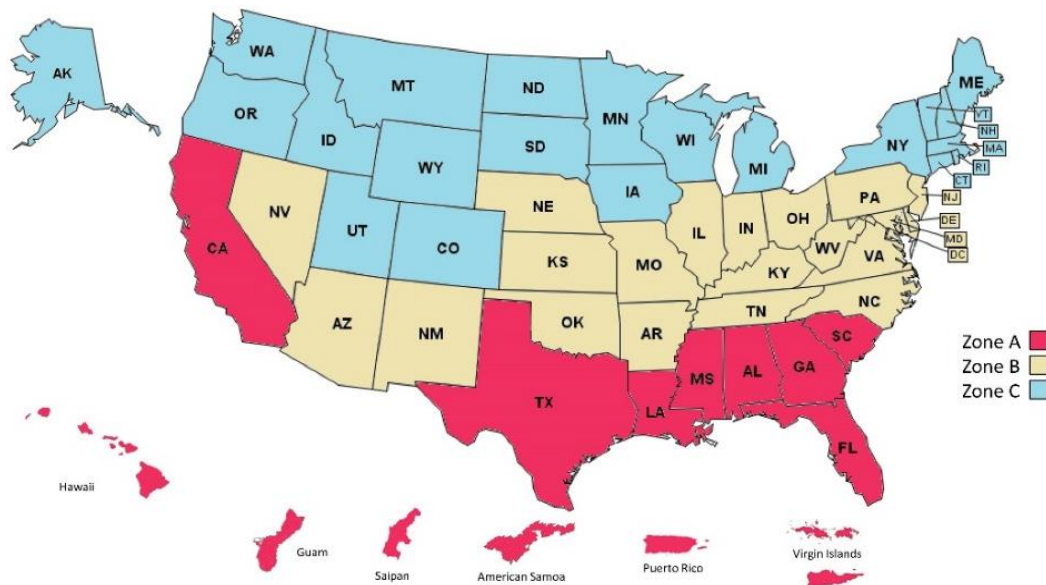 WA
AK
MT
ND
ME
OR
MN
VT
NH
ID
SD
WI
NY
MA
WY
MI
RI
CT
IA
PA
NJ
NE
NV
OH
IL
IN
DE
UT
CO
WV
MD
CA
VA
DC
KS
MO
KY
NC
TN
AZ
NM
OK
AR
SC
Zone A
MS
AL
GA
Zone B
Zone C
TX
LA
FL
Hawaii
Guam
Saipan
American Samoa
Puerto Rico
Virgin Islands